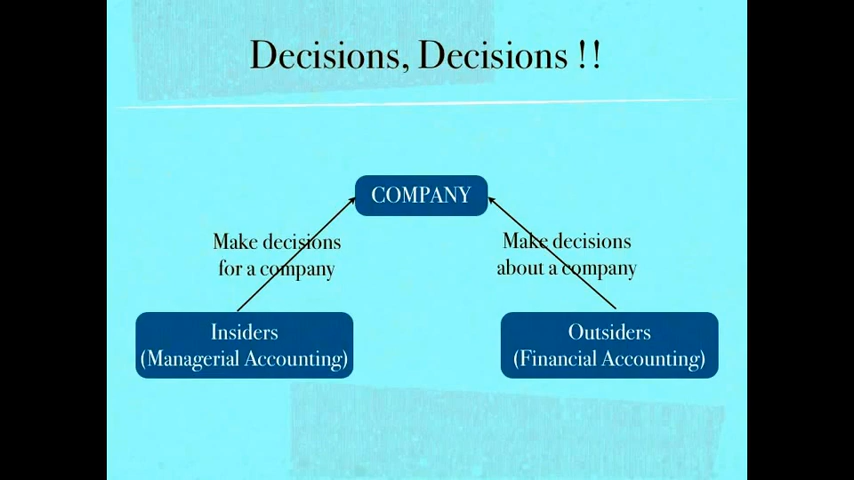 Decisions, Decisions !!
COMPANY
Make decisions
for a company
Make decisions
about a company
Insiders
(Managerial Accounting)
Outsiders
(Financial Accounting)